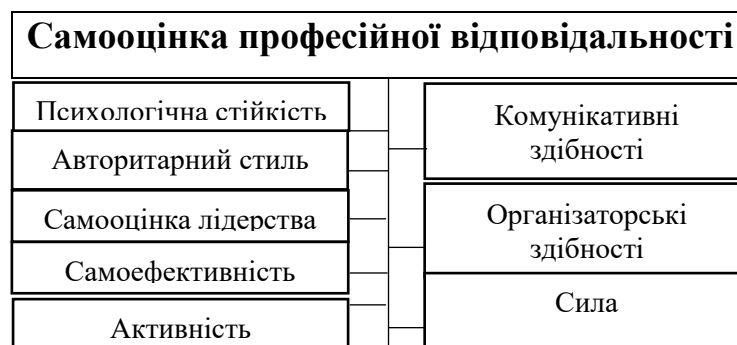 Самооцінка професійної відповідальності
Психологічна стійкість
Авторитарний стиль
Самооцінка лідерства
Самоефективність
Активність
Комунікативні
здібності
Організаторські
здібності
Сила